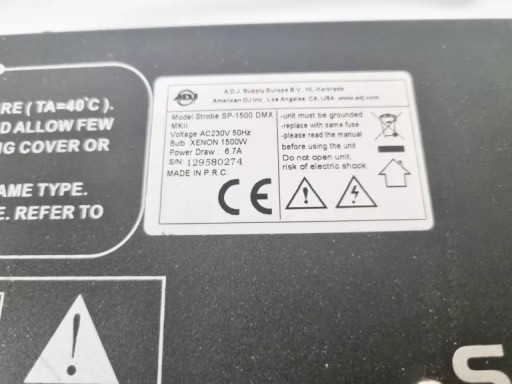 RE ( TA=40°C ).
D ALLOW FEW
NG COVER OR
AME TYPE.
E. REFER TO
ADJ
A.D.J. Supply Europe B.V., NL-Kerkrade
American DJ Inc., Los Angeles, CA, USA www.adj.com
Model Strobe SP-1500 DMX
MKII
Voltage AC230V 50Hz
Bulb XENON 1500W
Power Draw : 6.7A
S/N: 129580274
MADE IN P.R.C.
CE
-unit must be grounded
-replace with same fuse
-please read the manual
before using the unit
Do not open unit,
risk of electric shock
S